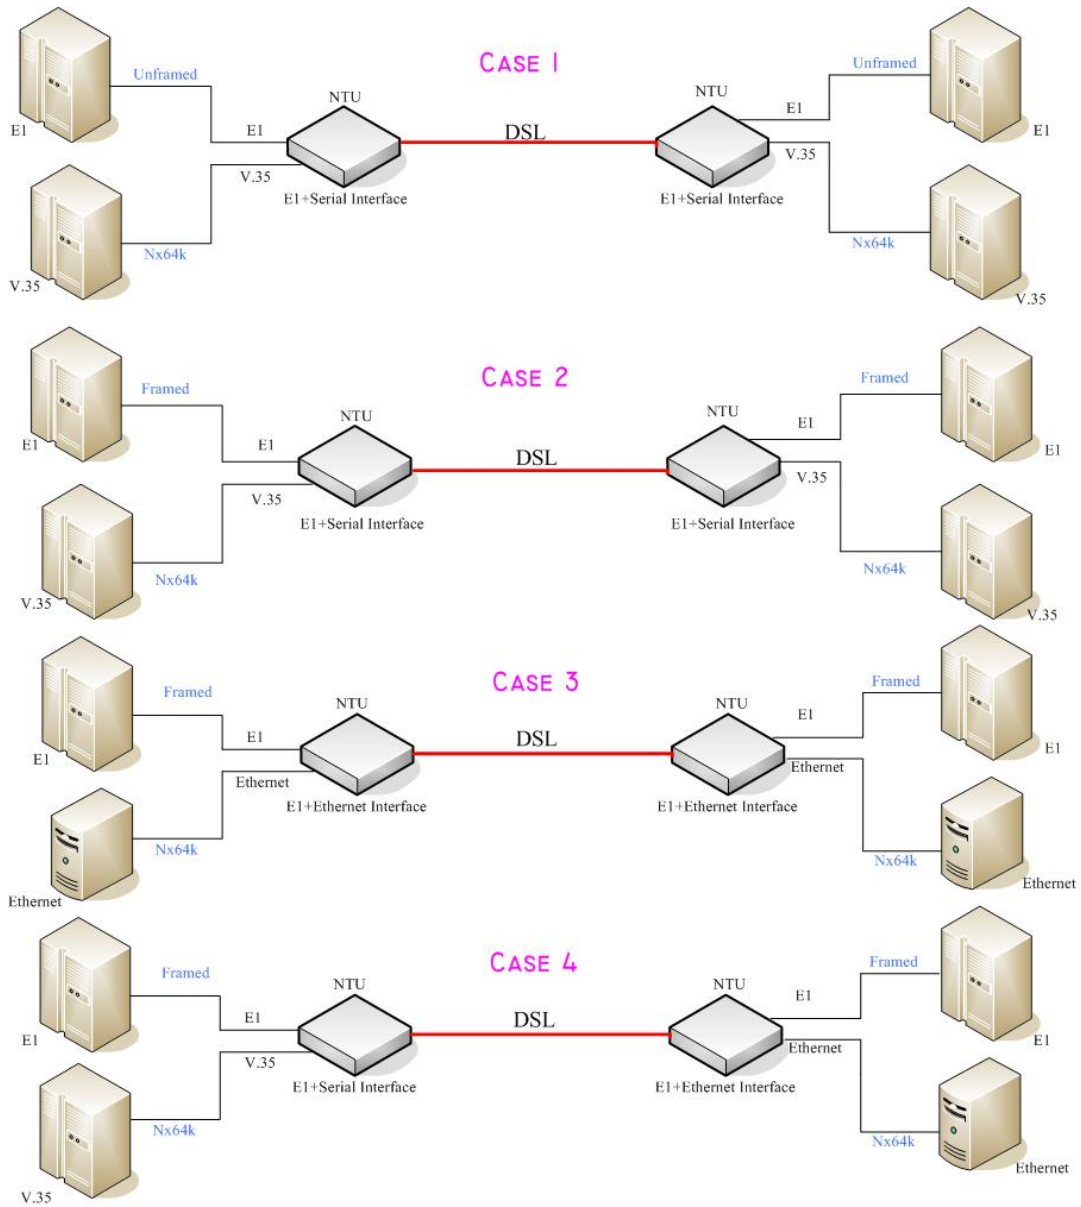 CASE 1
Unframed
Unframed
NTU
NTU
E1
E1
DSL
E1
E1
V.35
V.35
E1+Serial Interface
E1+Serial Interface
Nx64k
Nx64k
V.35
V.35
CASE 2
Framed
Framed
NTU
NTU
E1
E1
E1
E1
DSL
V.35
V.35
E1+Serial Interface
E1+Serial Interface
Nx64k
Nx64k
V.35
V.35
CASE 3
Framed
Framed
NTU
NTU
E1
E1
DSL
E1
E1
Ethernet
Ethernet
E1+Ethernet Interface
E1+Ethernet Interface
Nx64k
Nx64k
Ethernet
Ethernet
CASE 4
Framed
Framed
NTU
NTU
E1
E1
DSL
E1
E1
V.35
Ethernet
E1+Serial Interface
E1+Ethernet Interface
Nx64k
Nx64k
V.35
Ethernet